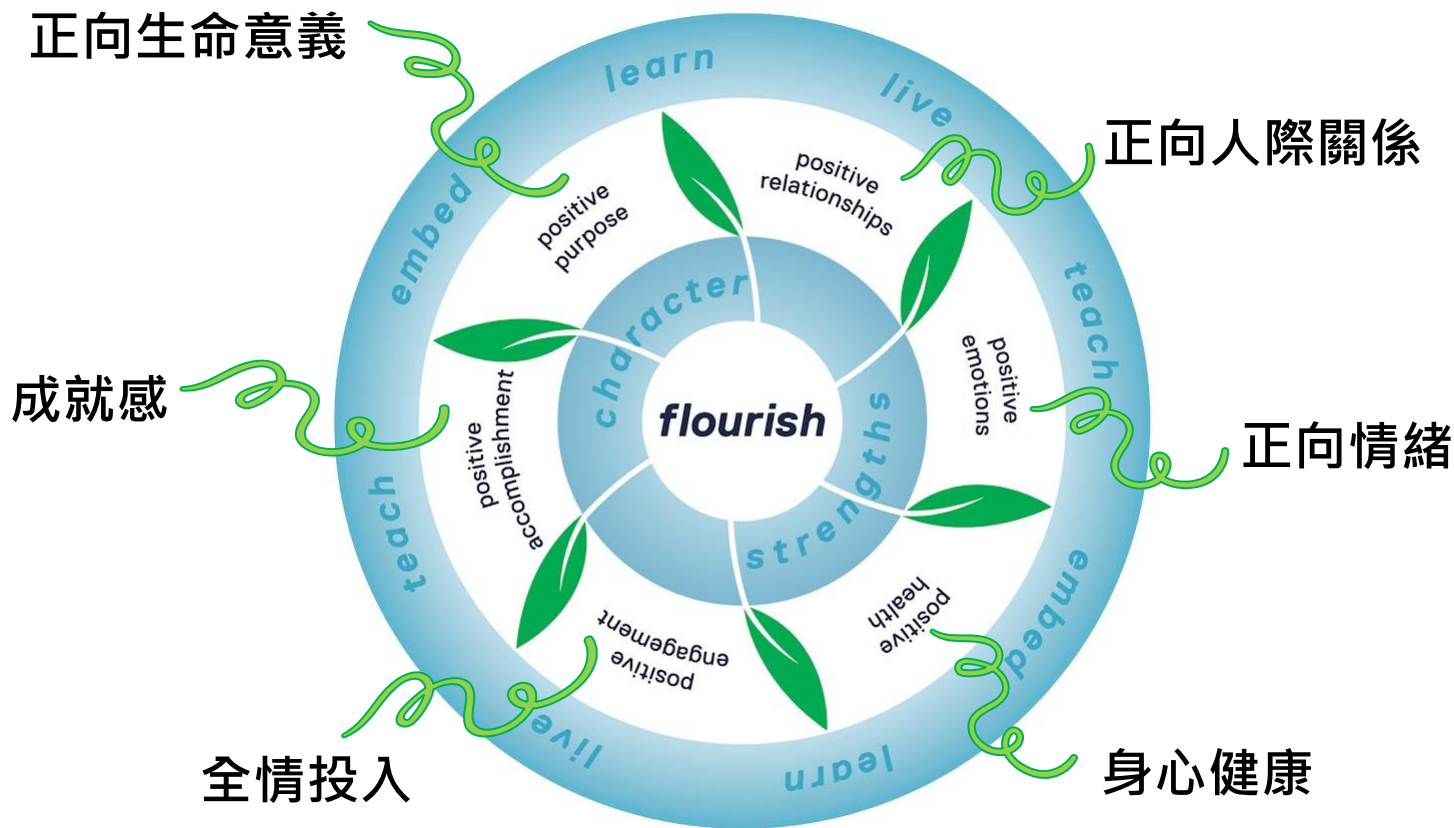 正向生命意義
learn
live
正向人際關係
positive
relationships
positive
purpose
embed
teach
character
positive
emotions
成就感
positive
accomplishment
flourish
strengths
正向情緒
teach
embed
positive
health
positive
engagement
live
learn
全情投入
身心健康